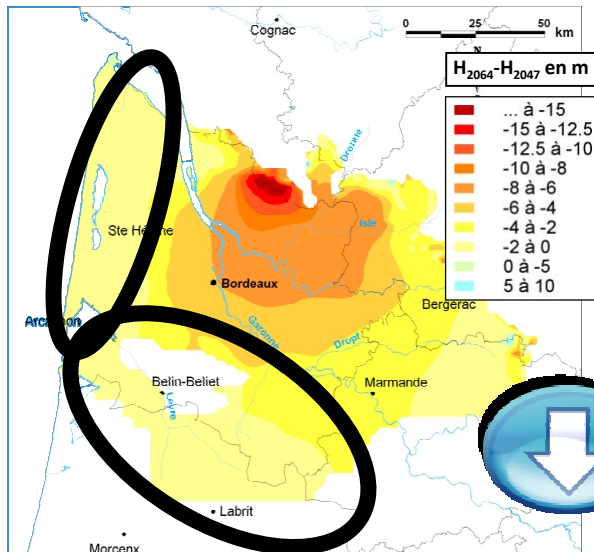 0 25 50
km
Cognac
N
H2064-H2047 en m
... à -15
-15 à -12.5
-12.5 à -10
-10 à -8
-8 à -6
-6 à -4
-4 à -2
-2 à 0
0 à -5
5 à 10
Dronne
Isle
Ste Hélène
Bordeaux
Bergerac
Garonne
Dropt
Arcachon
Belin-Beliet
Marmande
Leyre
Labrit
Morcenx